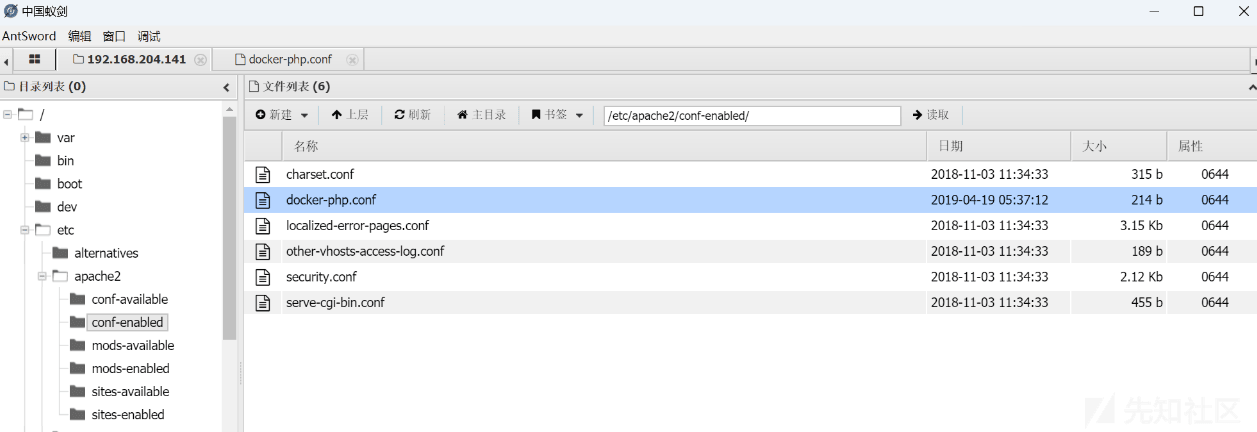 中国蚁剑
AntSword 编辑 窗口 调试
192.168.204.141 docker-php.conf
目录列表 (0)
文件列表 (6)
新建 上层 刷新 主目录 书签 /etc/apache2/conf-enabled/ 读取
名称 日期 大小 属性
/
var
bin
boot
dev
etc
alternatives
apache2
conf-available
conf-enabled
mods-available
mods-enabled
sites-available
sites-enabled
charset.conf 2018-11-03 11:34:33 315 b 0644
docker-php.conf 2019-04-19 05:37:12 214 b 0644
localized-error-pages.conf 2018-11-03 11:34:33 3.15 Kb 0644
other-vhosts-access-log.conf 2018-11-03 11:34:33 189 b 0644
security.conf 2018-11-03 11:34:33 2.12 Kb 0644
serve-cgi-bin.conf 2018-11-03 11:34:33 455 b 0644
先知社区